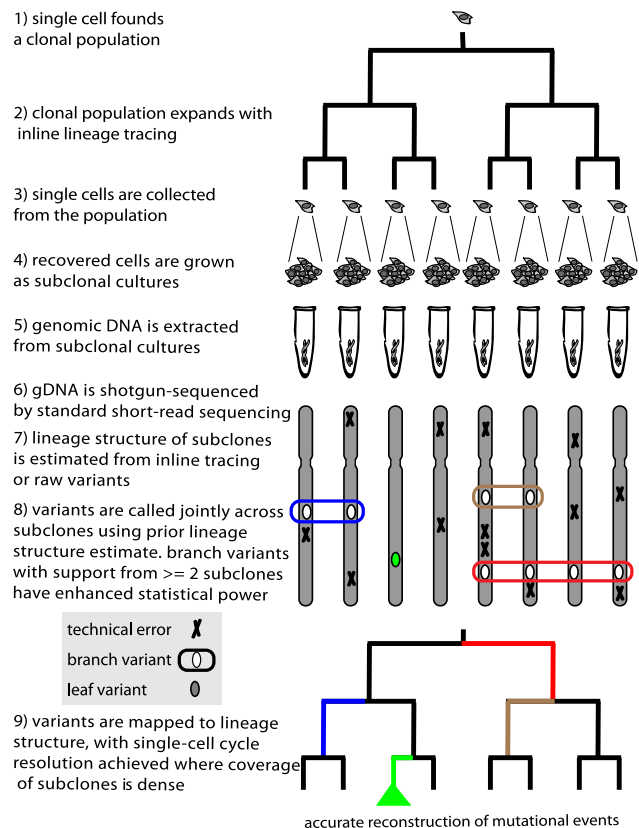 1) single cell founds
a clonal population
2) clonal population expands with
inline lineage tracing
3) single cells are collected
from the population
4) recovered cells are grown
as subclonal cultures
5) genomic DNA is extracted
from subclonal cultures
6) gDNA is shotgun-sequenced
by standard short-read sequencing
7) lineage structure of subclones
is estimated from inline tracing
or raw variants
8) variants are called jointly across
subclones using prior lineage
structure estimate. branch variants
with support from >= 2 subclones
have enhanced statistical power
technical error
branch variant
leaf variant
9) variants are mapped to lineage
structure, with single-cell cycle
resolution achieved where coverage
of subclones is dense
accurate reconstruction of mutational events